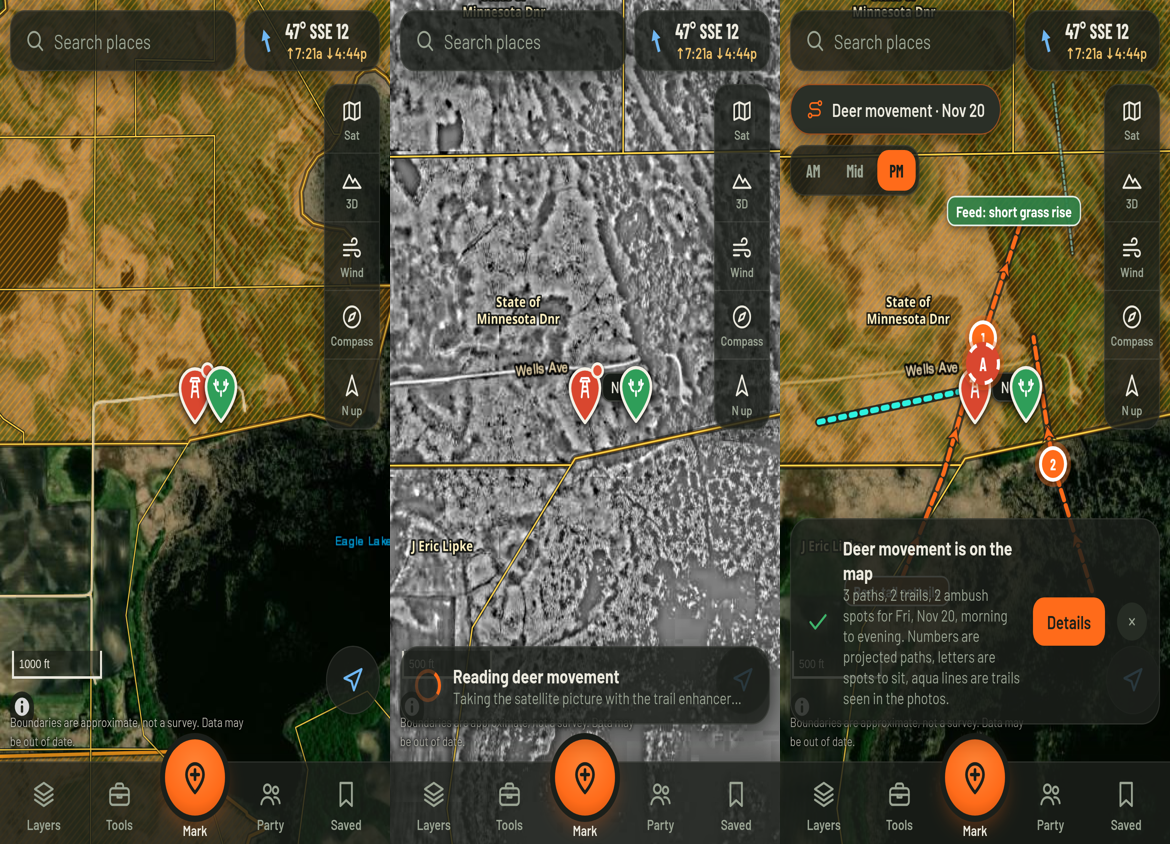 Search places
47° SSE 12
↑7:21a ↓4:44p
Sat
3D
Wind
Compass
N up
Eagle Lake
1000 ft
Boundaries are approximate, not a survey. Data may
be out of date.
Layers
Tools
Mark
Party
Saved
Minnesota Dnr
Search places
47° SSE 12
↑7:21a ↓4:44p
Sat
3D
Wind
Compass
N up
State of
Minnesota Dnr
Wells Ave
N
J Eric Lipke
500 ft
Reading deer movement
Taking the satellite picture with the trail enhancer...
Boundaries are approximate, not a survey. Data may
be out of date.
Layers
Tools
Mark
Party
Saved
Minnesota Dnr
Search places
47° SSE 12
↑7:21a ↓4:44p
Deer movement · Nov 20
AM
Mid
PM
Sat
3D
Wind
Compass
N up
Feed: short grass rise
State of
Minnesota Dnr
1
A
Wells Ave
N
2
Deer movement is on the
map
3 paths, 2 trails, 2 ambush
spots for Fri, Nov 20, morning
to evening. Numbers are
projected paths, letters are
spots to sit, aqua lines are trails
seen in the photos.
Details
×
J Eric
500 ft
Boundaries are approximate, not a survey. Data may
be out of date.
Layers
Tools
Mark
Party
Saved